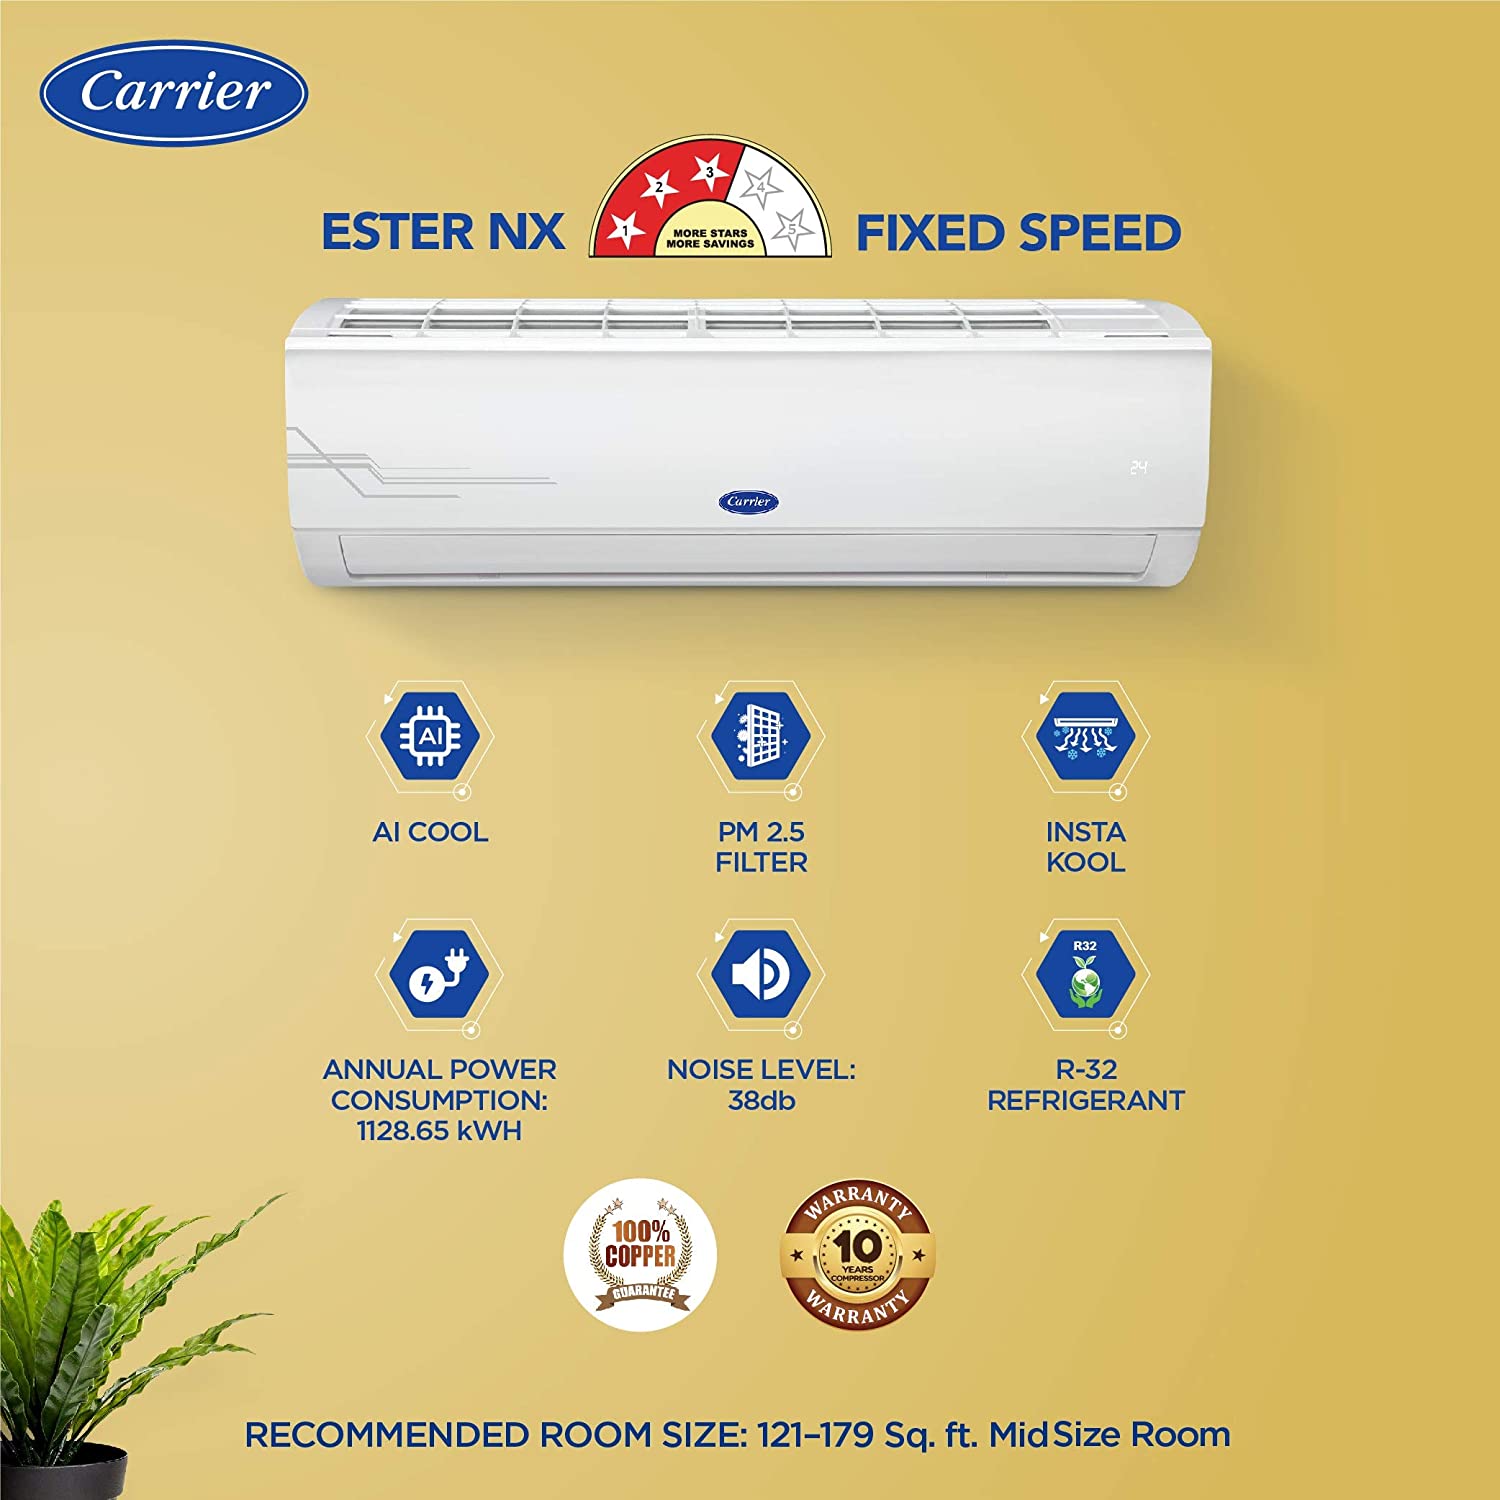 Carrier
ESTER NX
1 2 3 4 5
MORE STARS
MORE SAVINGS
FIXED SPEED
24
Carrier
AI
AI COOL
PM 2.5
FILTER
INSTA
KOOL
ANNUAL POWER
CONSUMPTION:
1128.65 kWH
NOISE LEVEL:
38db
R32
R-32
REFRIGERANT
100%
COPPER
GUARANTEE
WARRANTY
10
YEARS
COMPRESSOR
WARRANTY
RECOMMENDED ROOM SIZE: 121–179 Sq. ft. MidSize Room